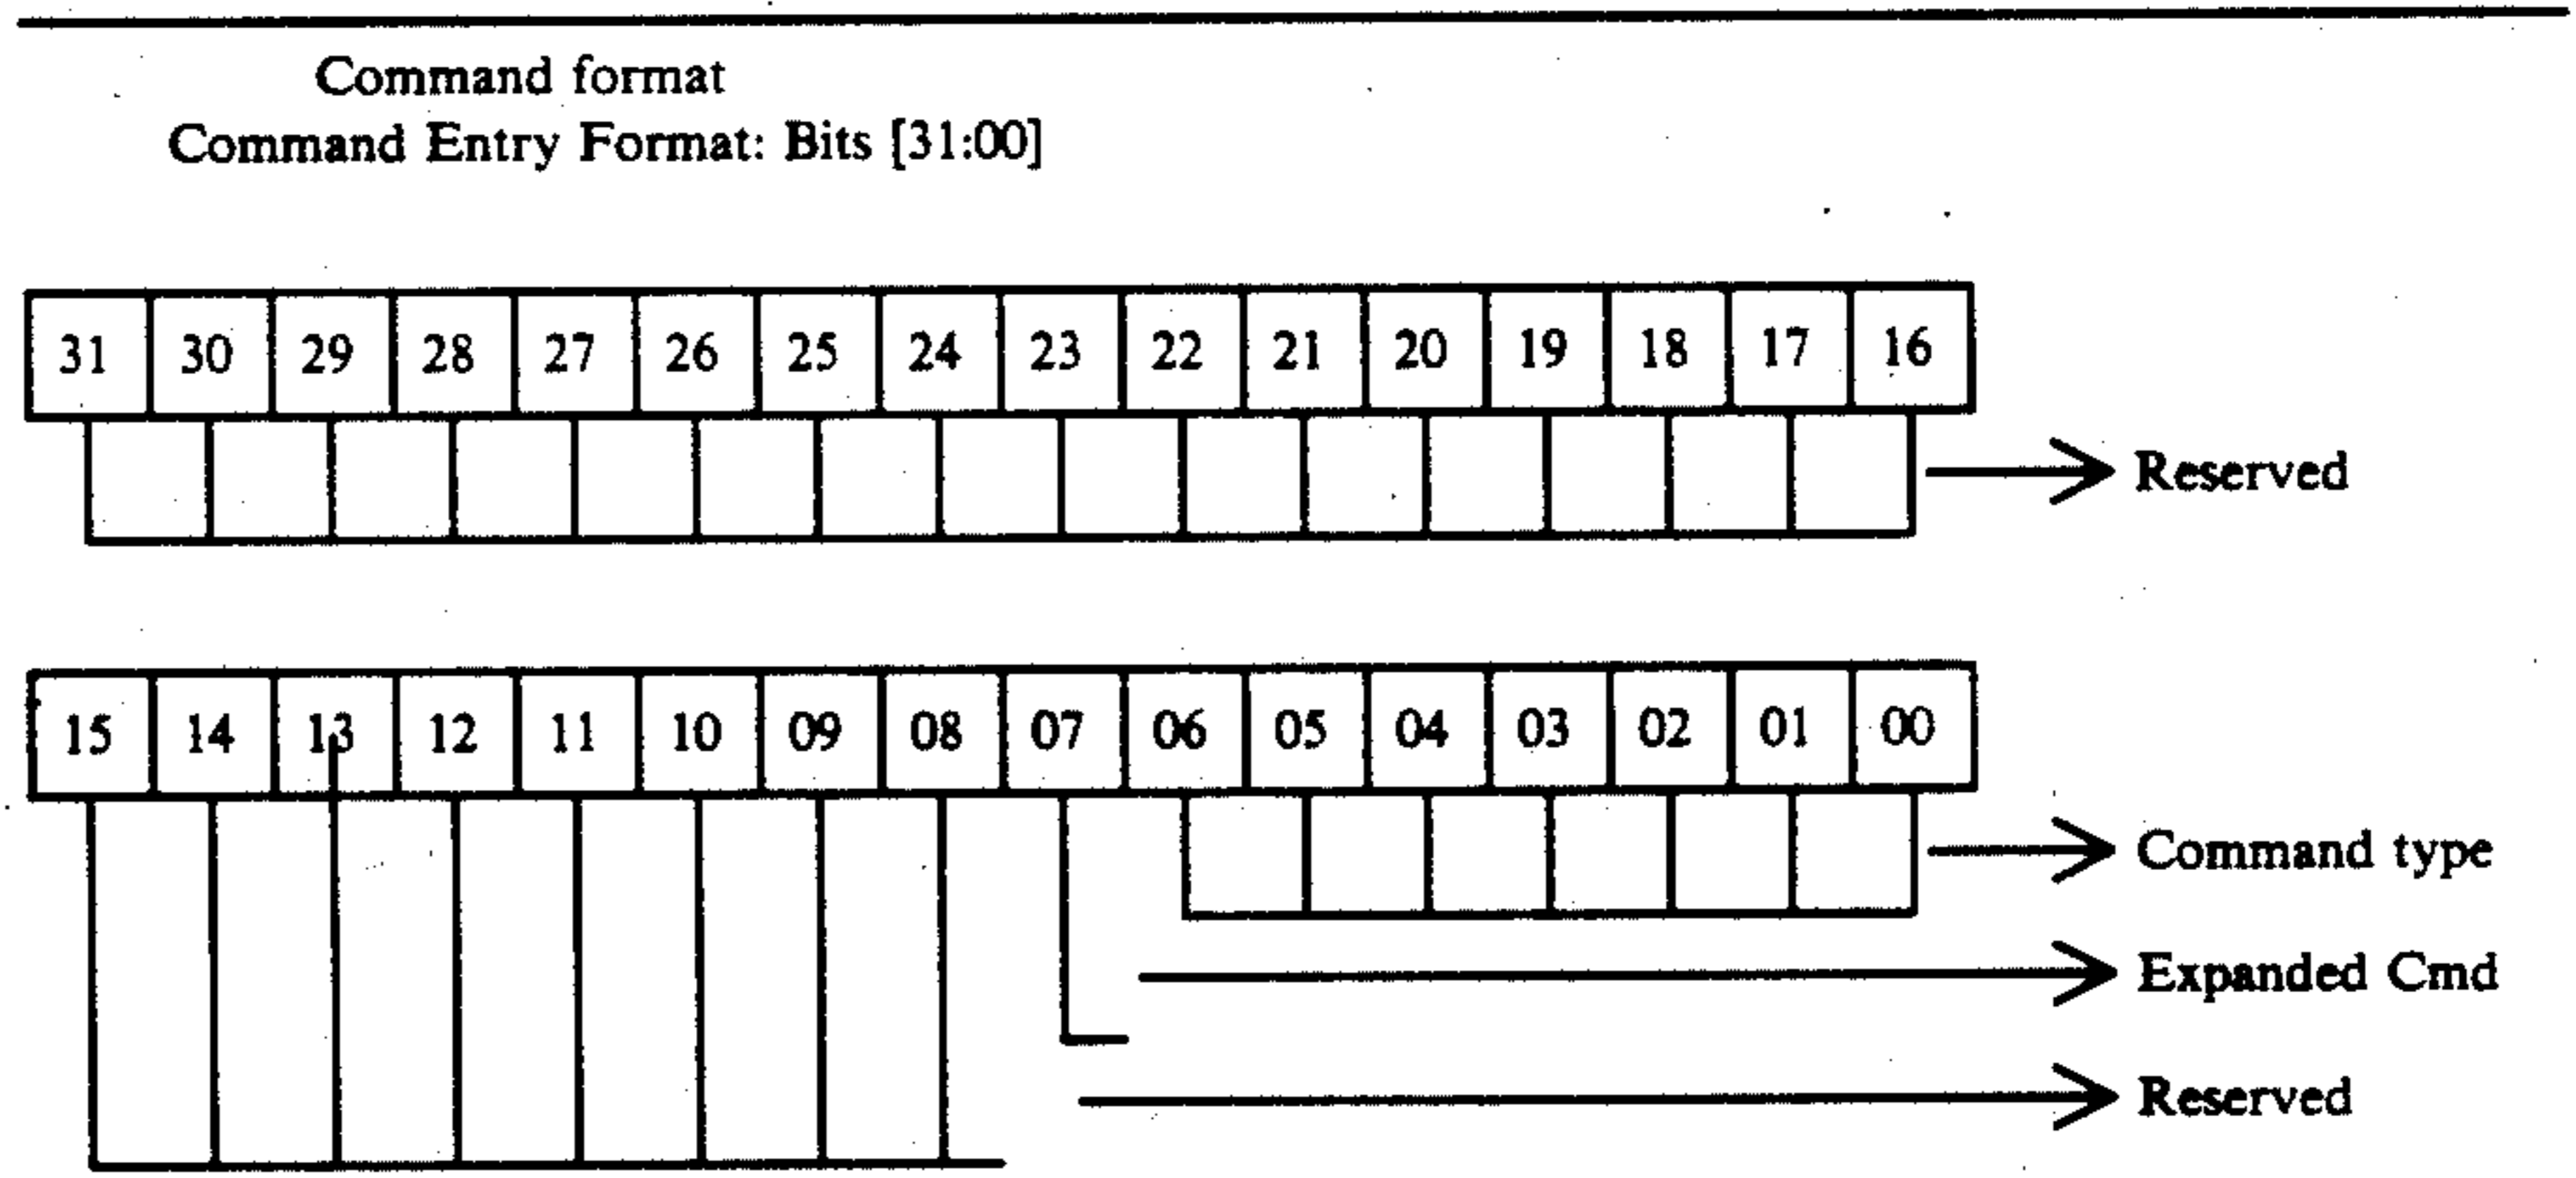 Command format
Command Entry Format: Bits [31:00]
31 30 29 28 27 26 25 24 23 22 21 20 19 18 17 16
Reserved
15 14 13 12 11 10 09 08 07 06 05 04 03 02 01 00
Command type
Expanded Cmd
Reserved